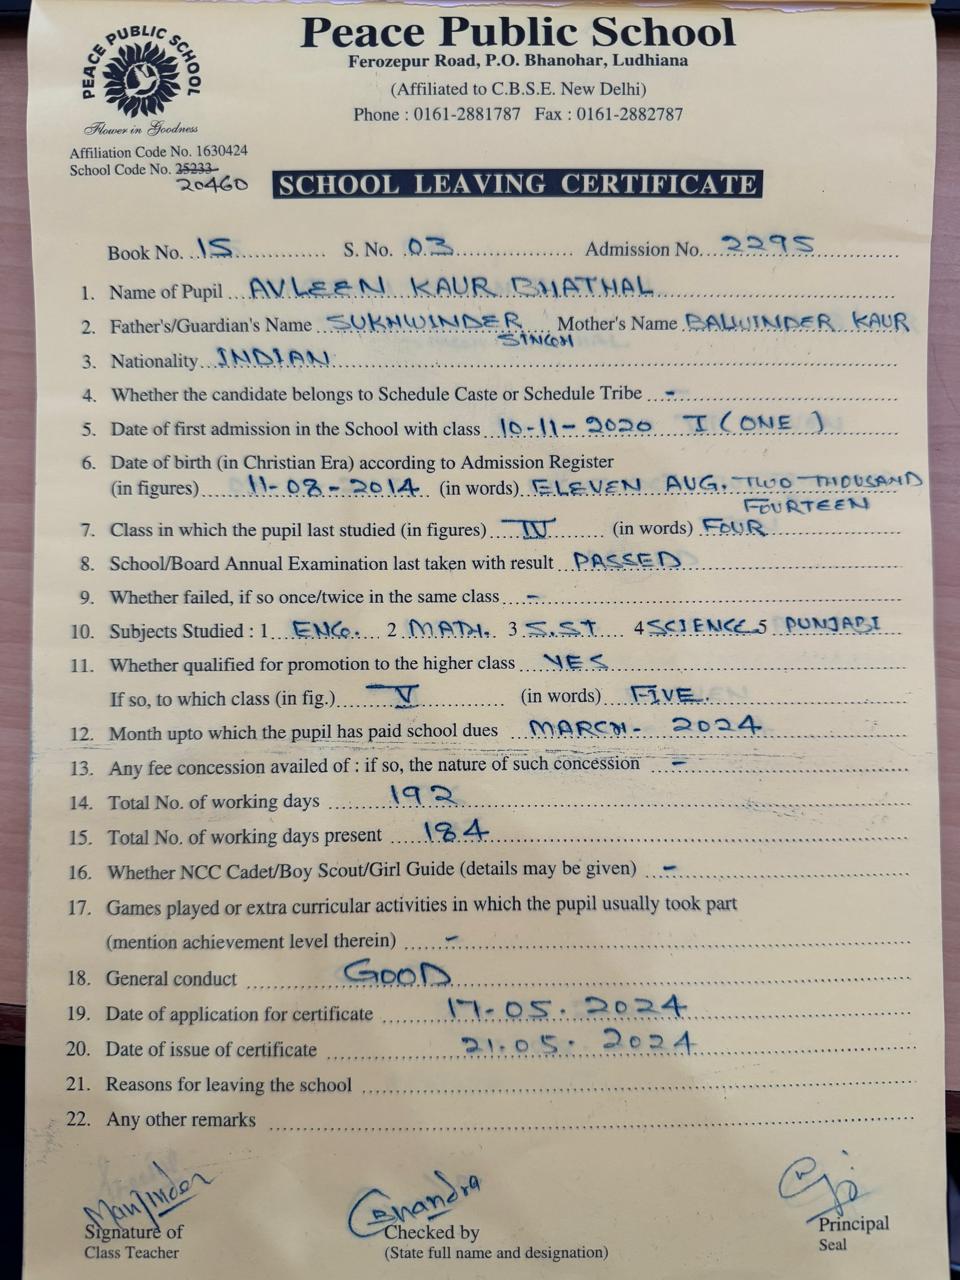 PEACE PUBLIC SCHOOL
Flower in Goodness
Peace Public School
Ferozepur Road, P.O. Bhanohar, Ludhiana
(Affiliated to C.B.S.E. New Delhi)
Phone : 0161-2881787 Fax : 0161-2882787
Affiliation Code No. 1630424
School Code No. 25233
20460
SCHOOL LEAVING CERTIFICATE
Book No. 15 S. No. 03 Admission No. 2295
1. Name of Pupil AVLEEN KAUR BHATHAL
2. Father's/Guardian's Name SUKHWINDER Mother's Name BALWINDER KAUR
SINGH
3. Nationality INDIAN
4. Whether the candidate belongs to Schedule Caste or Schedule Tribe -
5. Date of first admission in the School with class 10-11-2020 I (ONE)
6. Date of birth (in Christian Era) according to Admission Register
(in figures) 11-08-2014 (in words) ELEVEN AUG. TWO THOUSAND
FOURTEEN
7. Class in which the pupil last studied (in figures) IV (in words) FOUR
8. School/Board Annual Examination last taken with result PASSED
9. Whether failed, if so once/twice in the same class -
10. Subjects Studied : 1 ENG. 2 MATH. 3 S.ST 4 SCIENCE 5 PUNJABI
11. Whether qualified for promotion to the higher class YES
If so, to which class (in fig.) V (in words) FIVE.
12. Month upto which the pupil has paid school dues MARCH- 2024
13. Any fee concession availed of : if so, the nature of such concession -
14. Total No. of working days 192
15. Total No. of working days present 184
16. Whether NCC Cadet/Boy Scout/Girl Guide (details may be given) -
17. Games played or extra curricular activities in which the pupil usually took part
(mention achievement level therein) -
18. General conduct GOOD
19. Date of application for certificate 17-05.2024
20. Date of issue of certificate 21.05.2024
21. Reasons for leaving the school
22. Any other remarks
Manjinder
Chandra
Signature of
Class Teacher
Checked by
(State full name and designation)
Principal
Seal